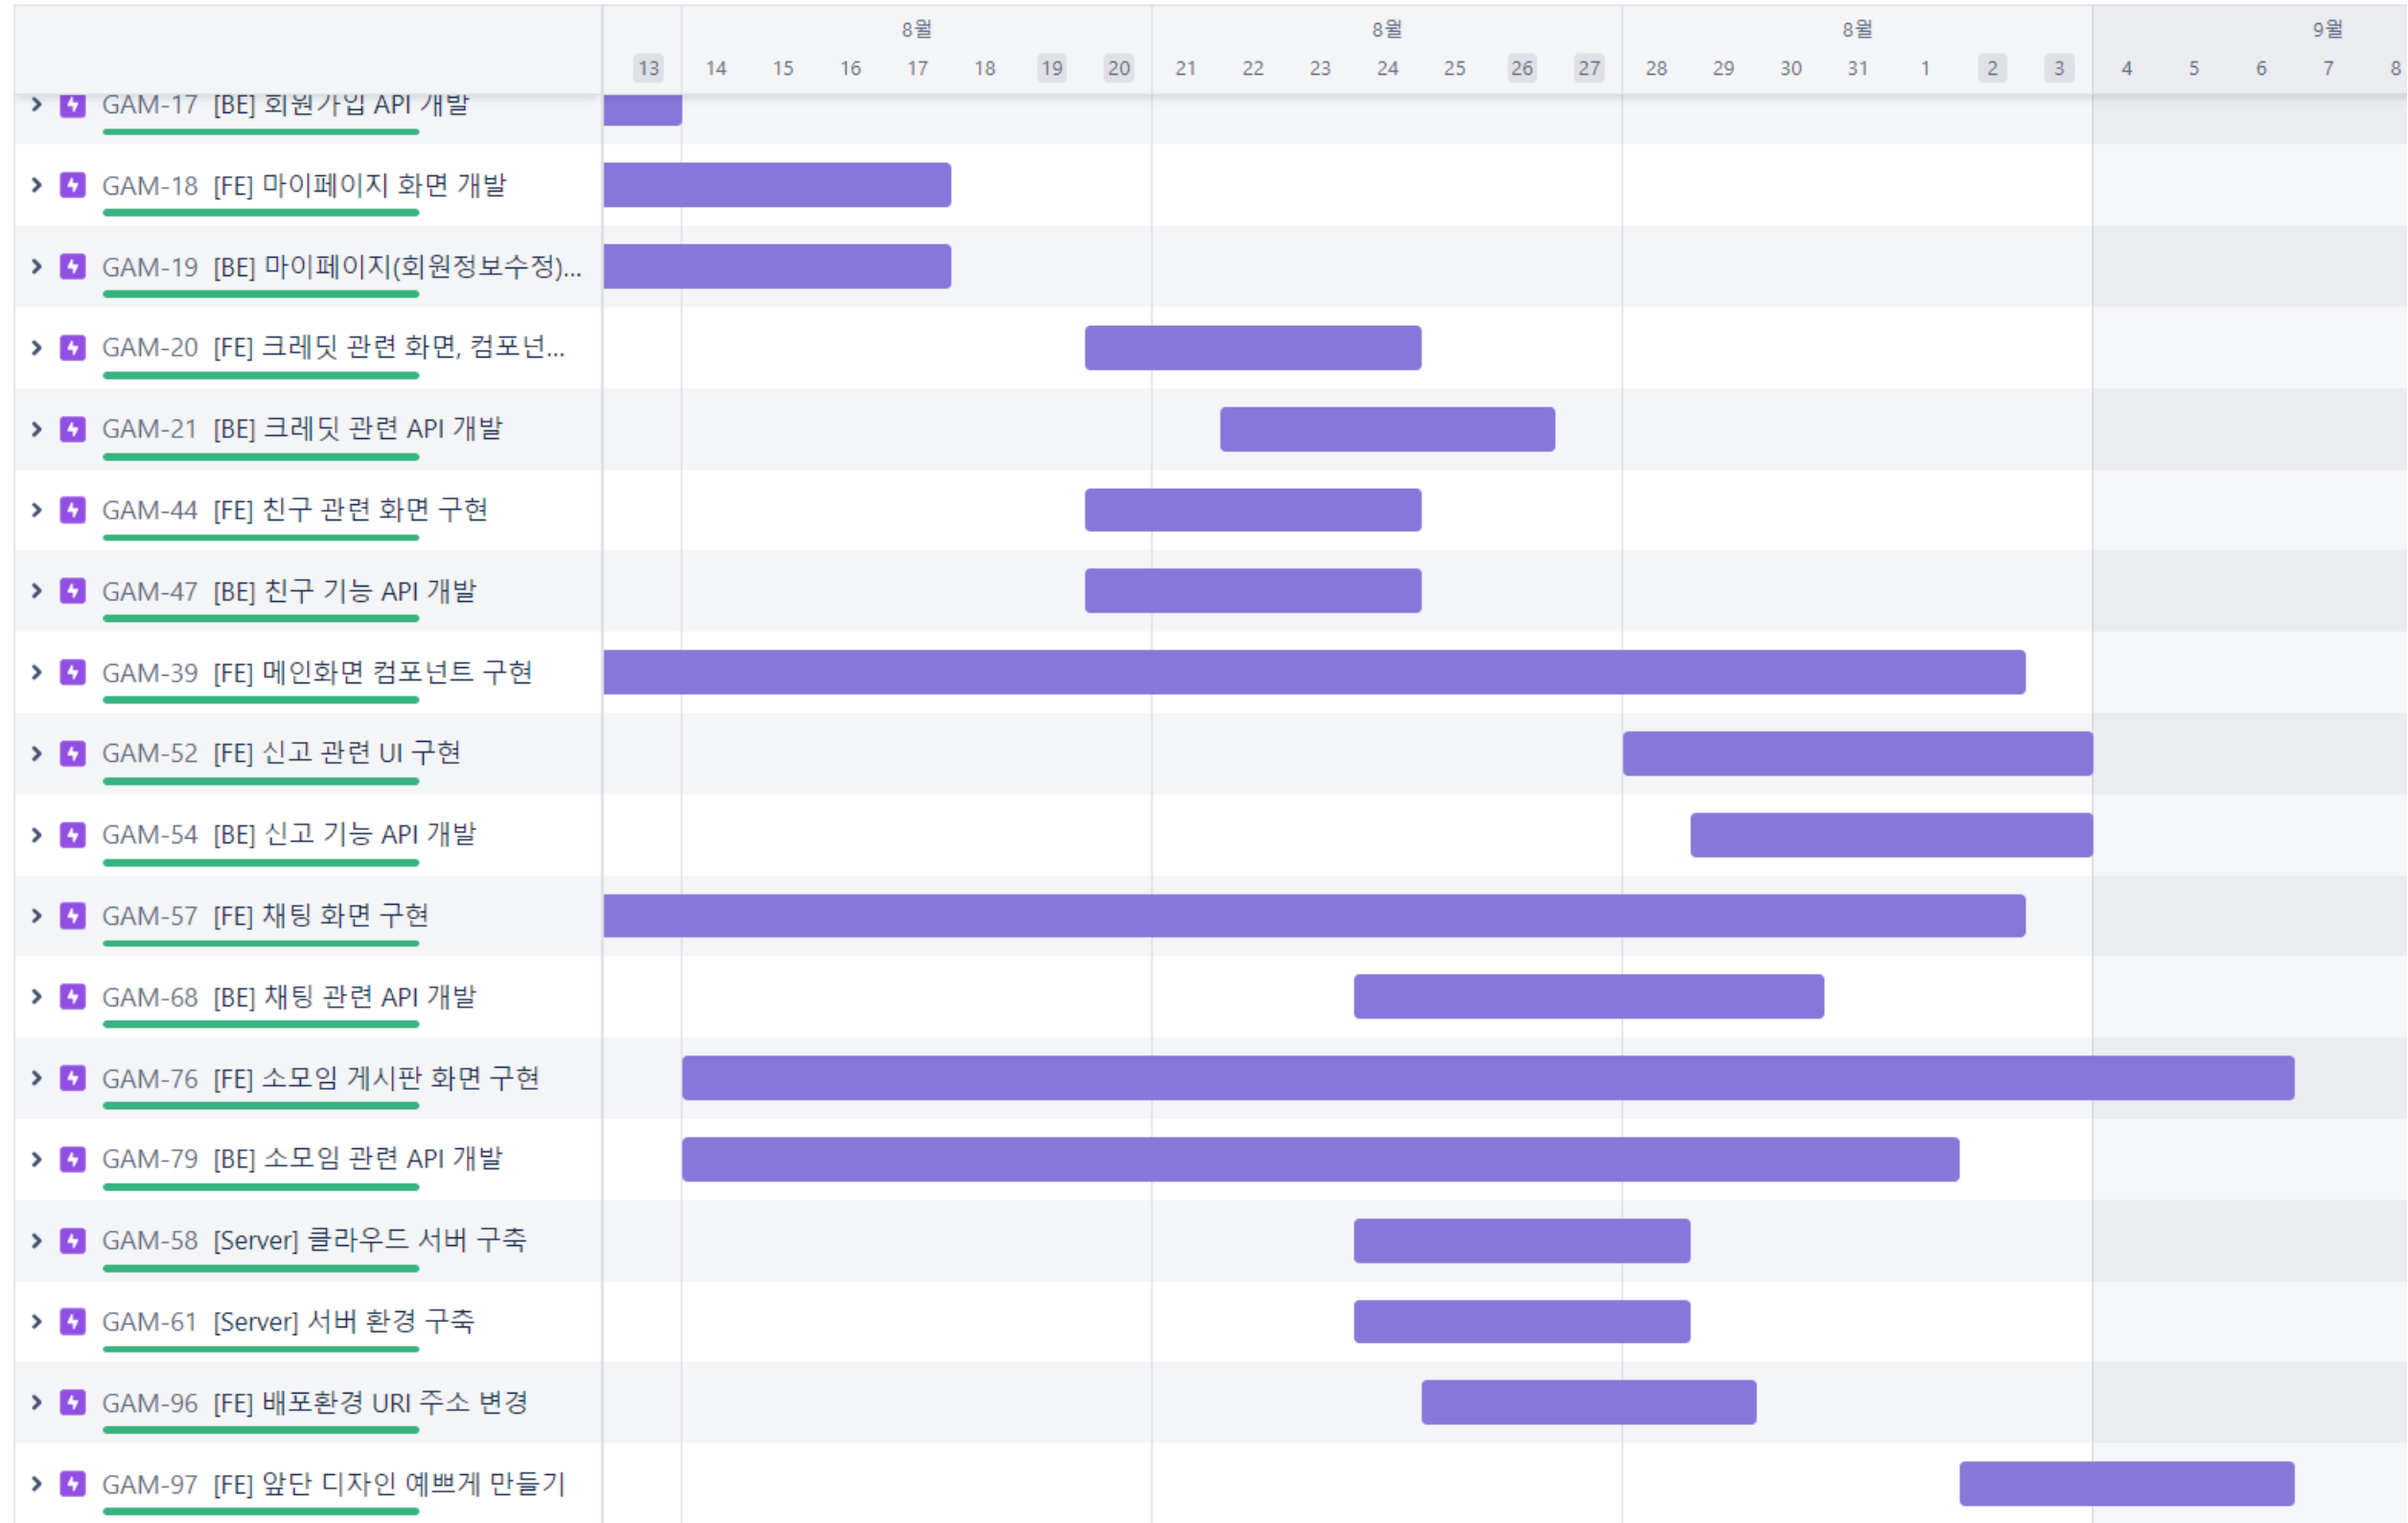 8월 8월 8월 9월
13 14 15 16 17 18 19 20 21 22 23 24 25 26 27 28 29 30 31 1 2 3 4 5 6 7 8
GAM-17 [BE] 회원가입 API 개발
GAM-18 [FE] 마이페이지 화면 개발
GAM-19 [BE] 마이페이지(회원정보수정)...
GAM-20 [FE] 크레딧 관련 화면, 컴포넌...
GAM-21 [BE] 크레딧 관련 API 개발
GAM-44 [FE] 친구 관련 화면 구현
GAM-47 [BE] 친구 기능 API 개발
GAM-39 [FE] 메인화면 컴포넌트 구현
GAM-52 [FE] 신고 관련 UI 구현
GAM-54 [BE] 신고 기능 API 개발
GAM-57 [FE] 채팅 화면 구현
GAM-68 [BE] 채팅 관련 API 개발
GAM-76 [FE] 소모임 게시판 화면 구현
GAM-79 [BE] 소모임 관련 API 개발
GAM-58 [Server] 클라우드 서버 구축
GAM-61 [Server] 서버 환경 구축
GAM-96 [FE] 배포환경 URI 주소 변경
GAM-97 [FE] 앞단 디자인 예쁘게 만들기